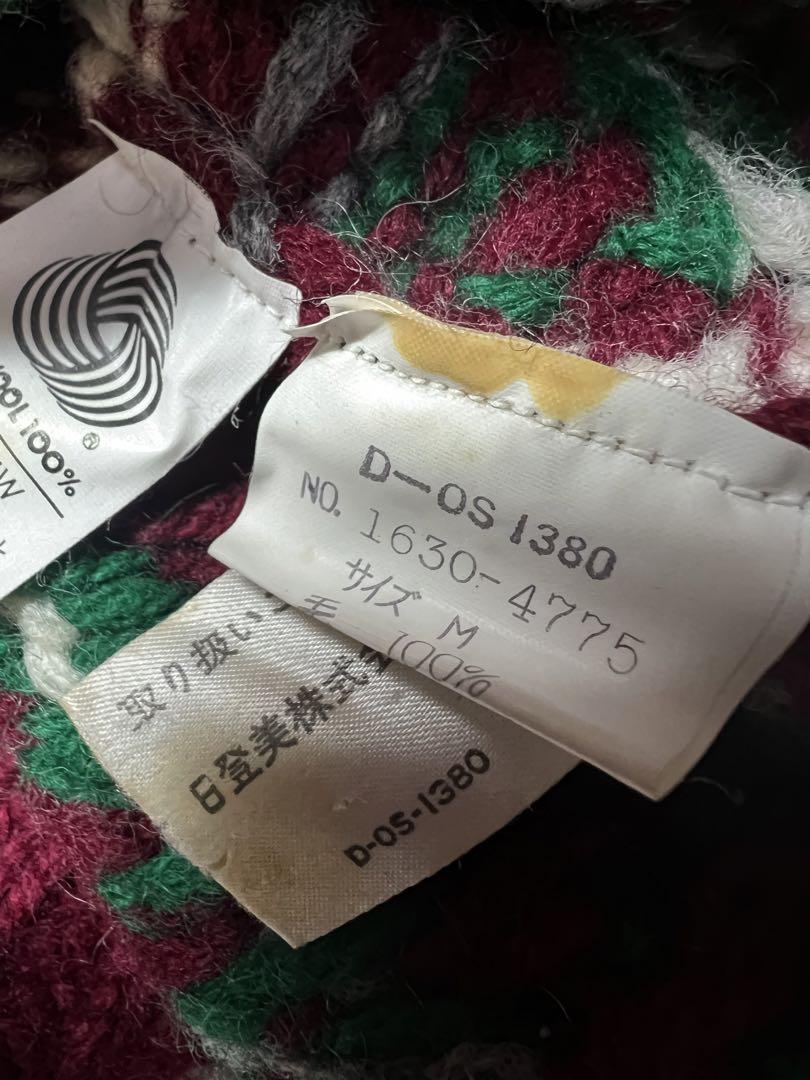 100%
D-OS 1380
NO. 1630-4775
サイズ M
毛 100%
取り扱い
日登美株式会
D-OS-1380